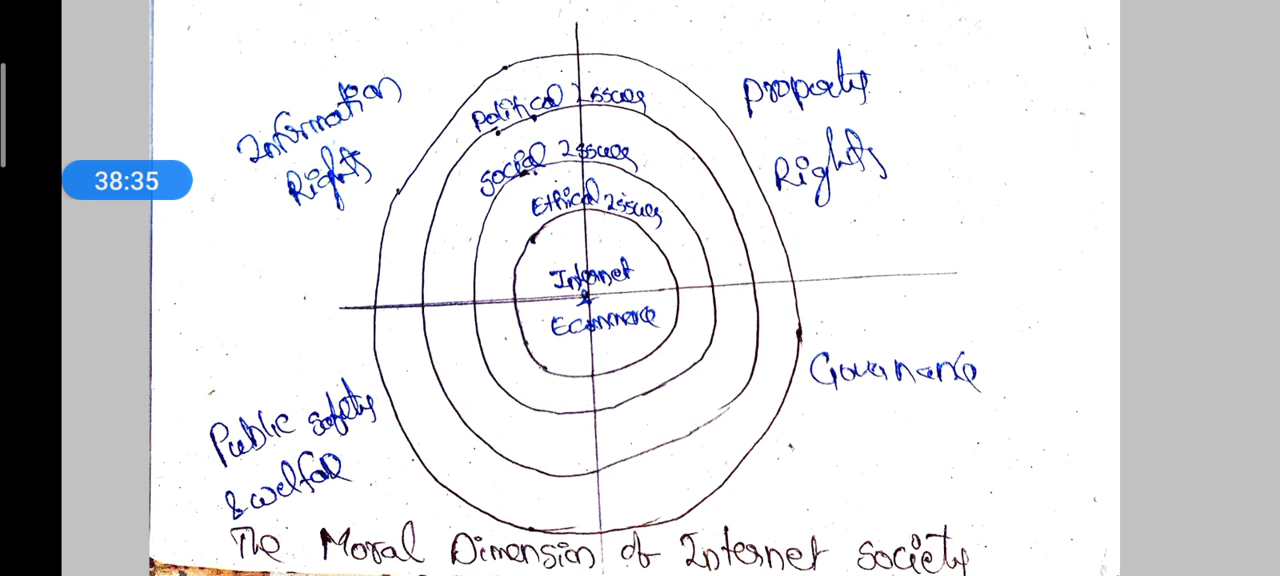 Information
Rights
Property
Rights
Political Issues
Social Issues
Ethical Issues
Internet
&
Ecommerce
38:35
Governance
Public safety
& welfar
The Moral Dimension of Internet society